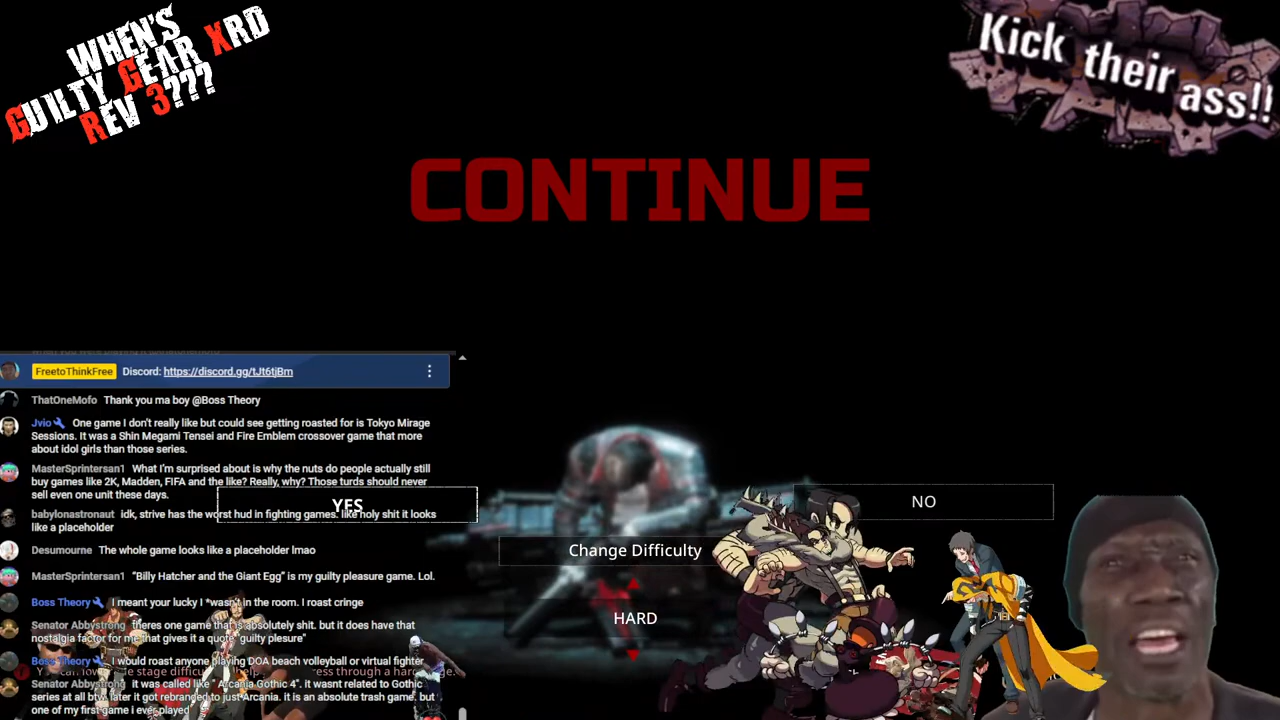 WHEN'S
GUILTY GEAR XRD
REV 3???
Kick their ass!!
CONTINUE
FreetoThinkFree Discord: https://discord.gg/tJt6tjBm
ThatOneMofo Thank you ma boy @Boss Theory
Jvio One game I don't really like but could see getting roasted for is Tokyo Mirage
Sessions. It was a Shin Megami Tensei and Fire Emblem crossover game that more
about idol girls than those series.
MasterSprintersan1 What I'm surprised about is why the nuts do people actually still
buy games like 2K, Madden, FIFA and the like? Really, why? Those turds should never
sell even one unit these days.
babylonastronaut idk, strive has the worst hud in fighting games. like holy shit it looks
like a placeholder
Desumourne The whole game looks like a placeholder lmao
MasterSprintersan1 “Billy Hatcher and the Giant Egg” is my guilty pleasure game. Lol.
Boss Theory I meant your lucky I *wasn't in the room. I roast cringe
Senator Abbystrong theres one game that is absolutely shit. but it does have that
nostalgia factor for me that gives it a quote "guilty plesure"
Boss Theory I would roast anyone playing DOA beach volleyball or virtual fighter
Senator Abbystrong it was called like " Arcania Gothic 4". it wasnt related to Gothic
series at all btw later it got rebranded to just Arcania. it is an absolute trash game. but
one of my first game i ever played
YES
NO
Change Difficulty
HARD